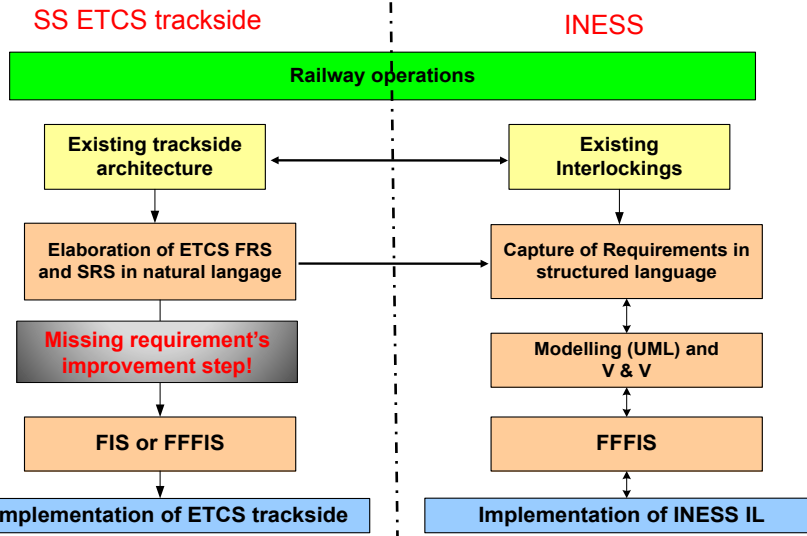 SS ETCS trackside
INESS
Railway operations
Existing trackside
architecture
Existing
Interlockings
Elaboration of ETCS FRS
and SRS in natural langage
Capture of Requirements in
structured language
Missing requirement's
improvement step!
Modelling (UML) and
V & V
FIS or FFFIS
FFFIS
mplementation of ETCS trackside
Implementation of INESS IL